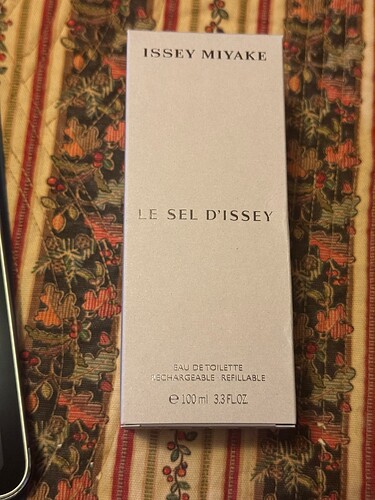 ISSEY MIYAKE
LE SEL D'ISSEY
EAU DE TOILETTE
RECHARGEABLE REFILLABLE
℮ 100 ml 3.3 FL.OZ.